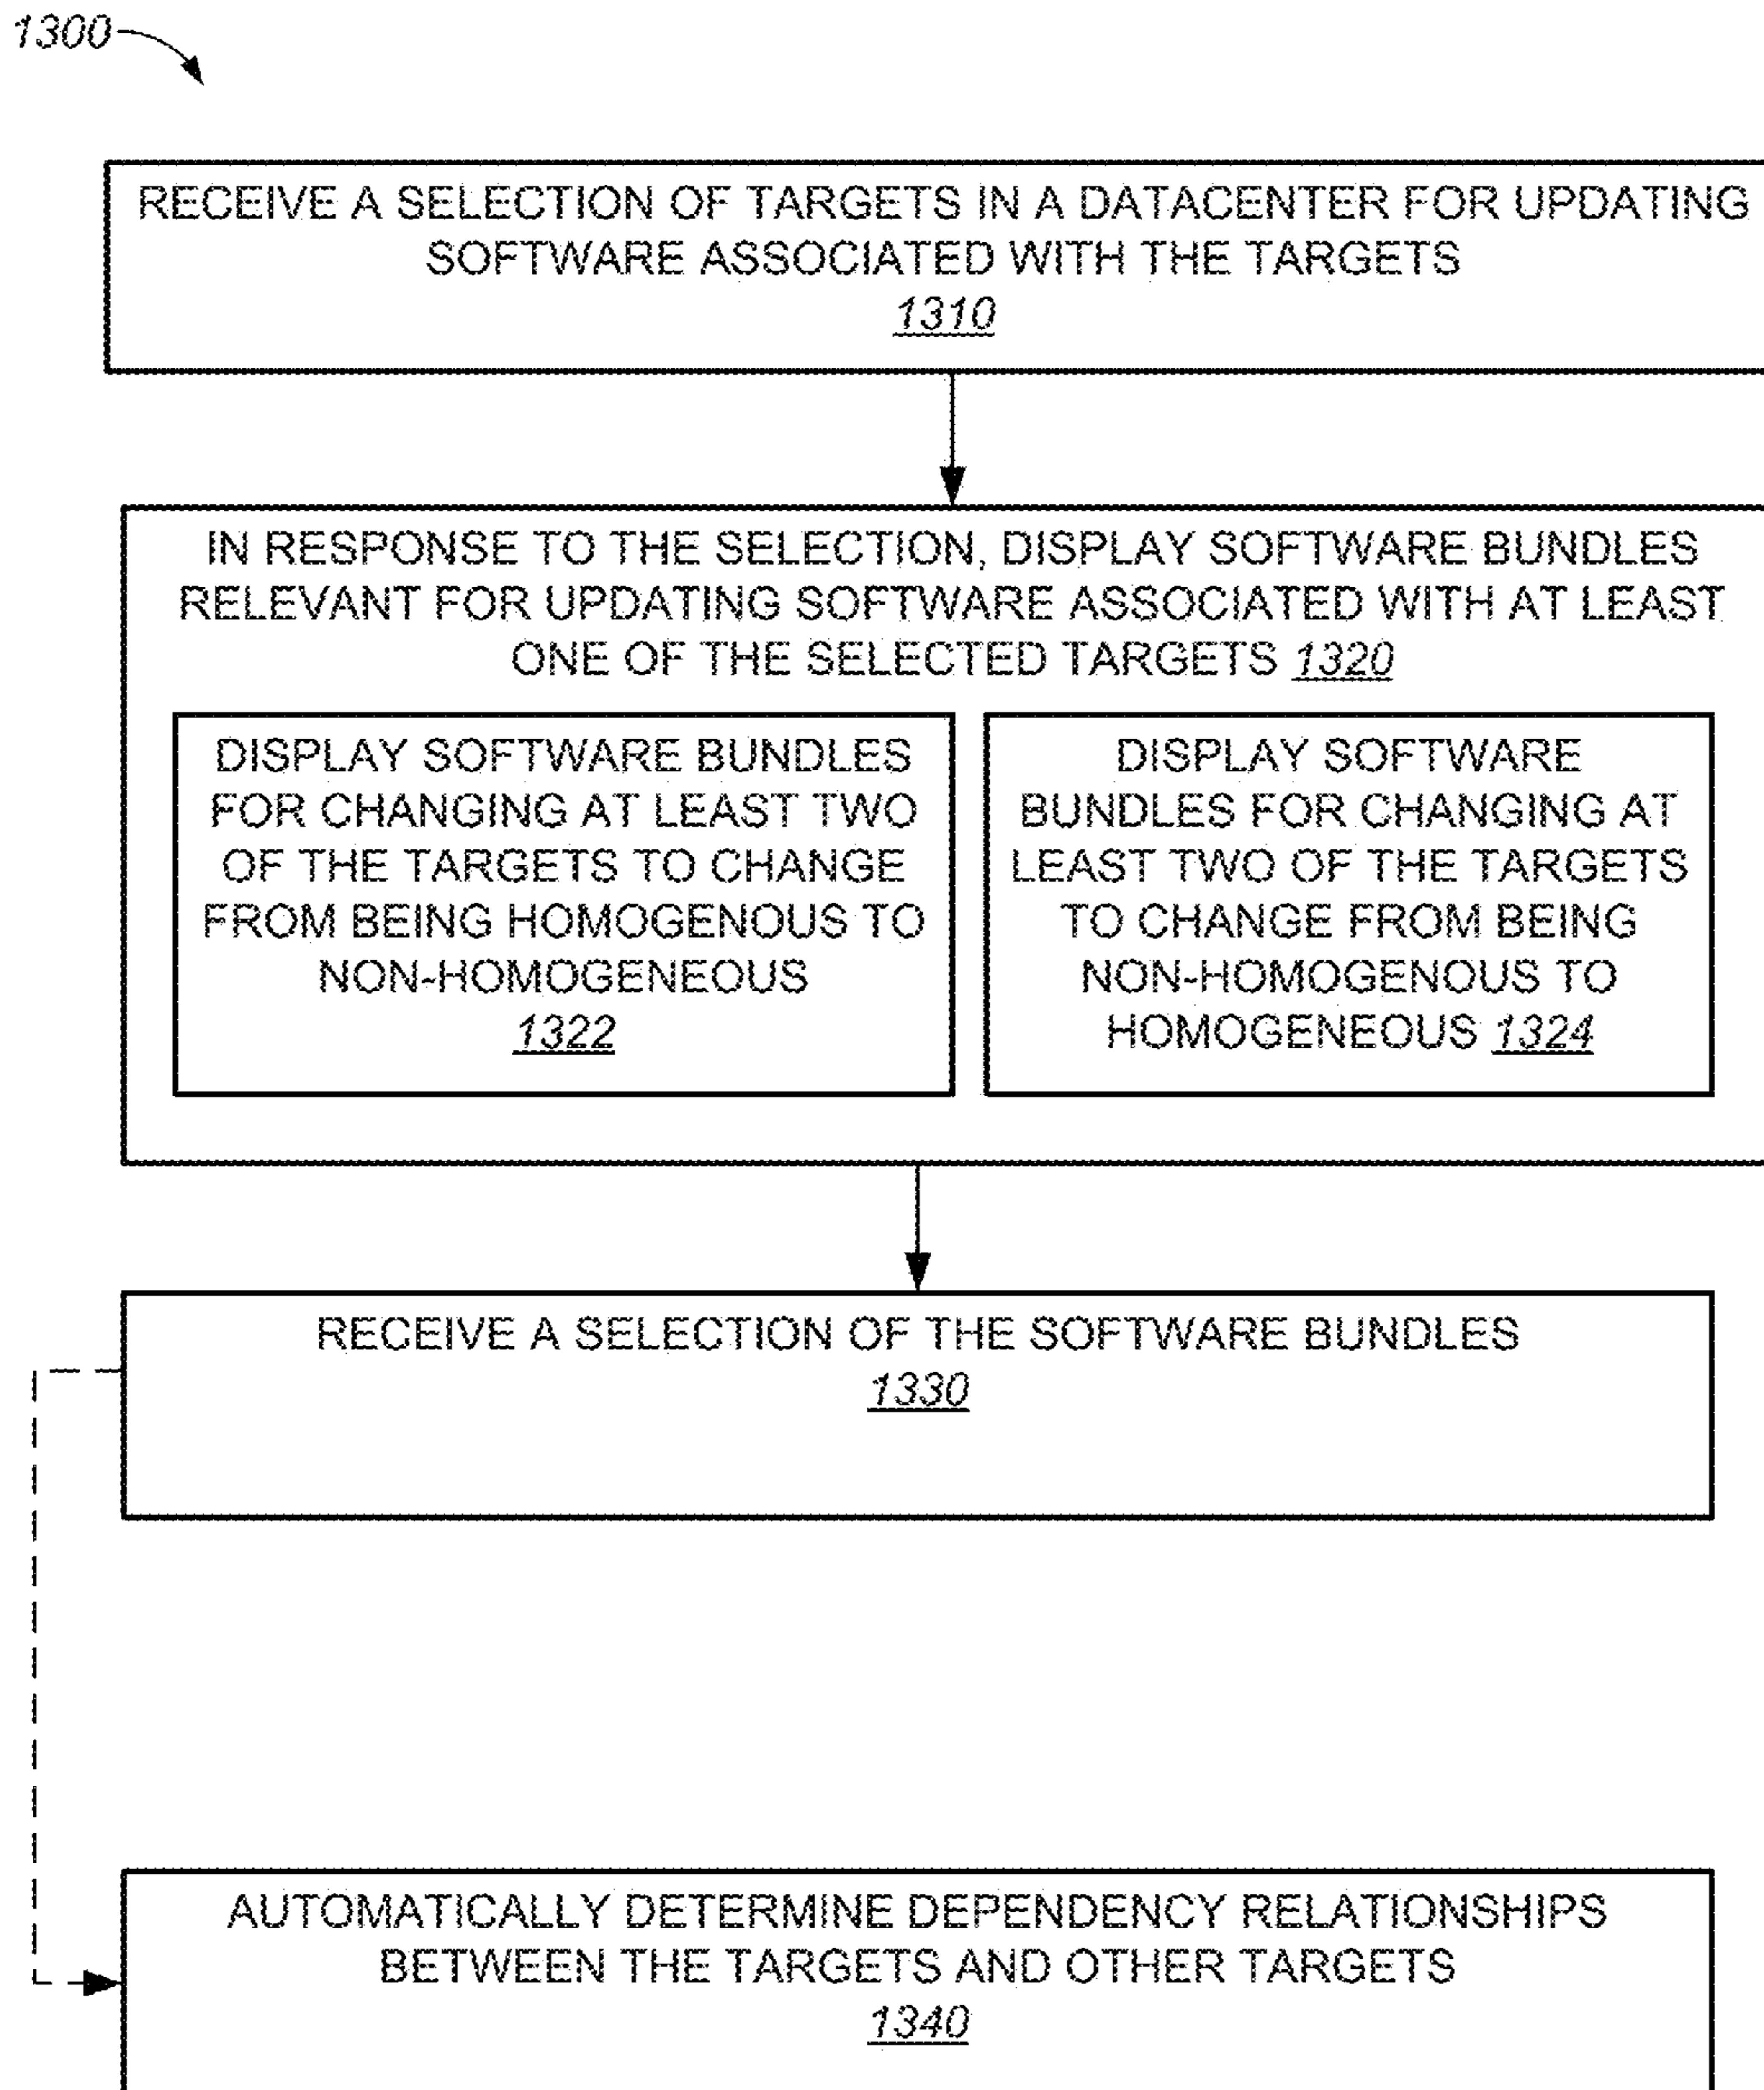 1300
RECEIVE A SELECTION OF TARGETS IN A DATACENTER FOR UPDATING
SOFTWARE ASSOCIATED WITH THE TARGETS
1310
IN RESPONSE TO THE SELECTION, DISPLAY SOFTWARE BUNDLES
RELEVANT FOR UPDATING SOFTWARE ASSOCIATED WITH AT LEAST
ONE OF THE SELECTED TARGETS 1320
DISPLAY SOFTWARE BUNDLES
FOR CHANGING AT LEAST TWO
OF THE TARGETS TO CHANGE
FROM BEING HOMOGENOUS TO
NON-HOMOGENEOUS
1322
DISPLAY SOFTWARE
BUNDLES FOR CHANGING AT
LEAST TWO OF THE TARGETS
TO CHANGE FROM BEING
NON-HOMOGENOUS TO
HOMOGENEOUS 1324
RECEIVE A SELECTION OF THE SOFTWARE BUNDLES
1330
AUTOMATICALLY DETERMINE DEPENDENCY RELATIONSHIPS
BETWEEN THE TARGETS AND OTHER TARGETS
1340